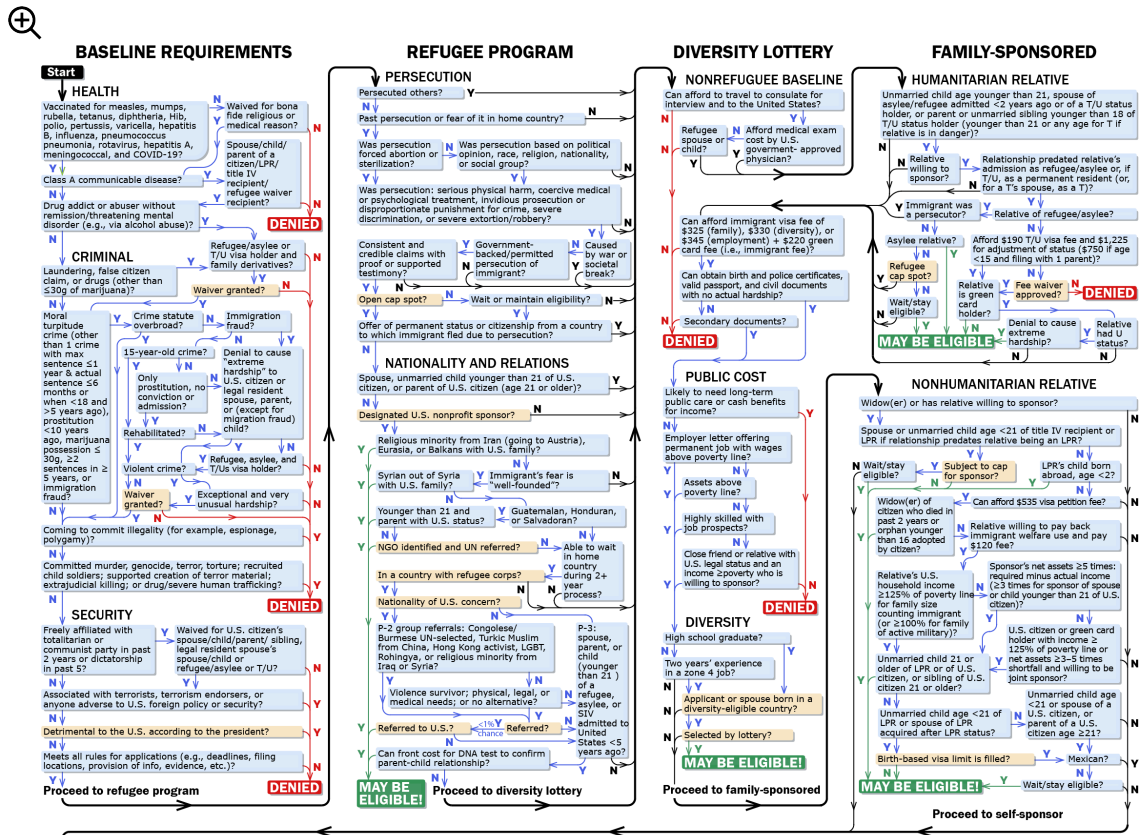 BASELINE REQUIREMENTS
Start
HEALTH
Vaccinated for measles, mumps,
rubella, tetanus, diphtheria, Hib,
polio, pertussis, varicella, hepatitis
B, influenza, pneumococcus
pneumonia, rotavirus, hepatitis A,
meningococcal, and COVID-19?
N
Y
Waived for bona
fide religious or
medical reason?
Y
N
Spouse/child/
parent of a
citizen/LPR/
title IV
recipient/
refugee waiver
recipient?
Class A communicable disease?
Y
N
Y
N
DENIED
Drug addict or abuser without
remission/threatening mental
disorder (e.g., via alcohol abuse)?
Y
N
Refugee/asylee or
T/U visa holder and
family derivatives?
N
Y
CRIMINAL
Laundering, false citizen
claim, or drugs (other than
≤30g of marijuana)?
Y
N
Waiver granted?
N
Y
Moral
turpitude
crime (other
than 1 crime
with max
sentence ≤1
year & actual
sentence ≤6
months or
when <18 and
>5 years ago),
prostitution
<10 years
ago, marijuana
possession ≤
30g, ≥2
sentences in ≥
5 years, or
immigration
fraud?
Y
N
Crime statute
overbroad?
N
Y
Immigration
fraud?
N
Y
15-year-old crime?
Y
N
Only
prostitution, no
conviction or
admission?
Y
N
Denial to cause
"extreme
hardship" to
U.S. citizen or
legal resident
spouse, parent,
or (except for
migration fraud)
child?
Y
N
Rehabilitated?
N
Y
Violent crime?
N
Y
Refugee, asylee, and
T/Us visa holder?
Y
N
Waiver
granted?
Y
N
Exceptional and very
unusual hardship?
Y
N
Coming to commit illegality (for example, espionage,
polygamy)?
Y
N
Committed murder, genocide, terror, torture; recruited
child soldiers; supported creation of terror material;
extrajudicial killing; or drug/severe human trafficking?
Y
N
DENIED
SECURITY
Freely affiliated with
totalitarian or
communist party in past
2 years or dictatorship
in past 5?
Y
N
Waived for U.S. citizen's
spouse/child/parent/ sibling,
legal resident spouse's
spouse/child or
refugee/asylee or T/U?
Y
N
Associated with terrorists, terrorism endorsers, or
anyone adverse to U.S. foreign policy or security?
Y
N
Detrimental to the U.S. according to the president?
Y
N
Meets all rules for applications (e.g., deadlines, filing
locations, provision of info, evidence, etc.)?
Y
N
DENIED
Proceed to refugee program
REFUGEE PROGRAM
PERSECUTION
Persecuted others?
Y
N
Past persecution or fear of it in home country?
N
Y
Was persecution
forced abortion or
sterilization?
N
Y
Was persecution based on political
opinion, race, religion, nationality,
or social group?
Y
N
Was persecution: serious physical harm, coercive medical
or psychological treatment, invidious prosecution or
disproportionate punishment for crime, severe
discrimination, or severe extortion/robbery?
Y
N
Consistent and
credible claims with
proof or supported
testimony?
Y
N
Government-
backed/permitted
persecution of
immigrant?
Y
N
Caused
by war or
societal
break?
N
Y
Open cap spot?
N
Y
Wait or maintain eligibility?
Y
N
Offer of permanent status or citizenship from a country
to which immigrant fled due to persecution?
Y
N
NATIONALITY AND RELATIONS
Spouse, unmarried child younger than 21 of U.S.
citizen, or parent of U.S. citizen (age 21 or older)?
Y
N
Designated U.S. nonprofit sponsor?
N
Y
Religious minority from Iran (going to Austria),
Eurasia, or Balkans with U.S. family?
Y
N
Syrian out of Syria
with U.S. family?
Y
N
Immigrant's fear is
"well-founded"?
Y
N
Younger than 21 and
parent with U.S. status?
Y
N
Guatemalan, Honduran,
or Salvadoran?
Y
N
NGO identified and UN referred?
Y
N
Able to wait
in home
country
during 2+
year
process?
Y
N
In a country with refugee corps?
Y
N
Nationality of U.S. concern?
Y
N
P-2 group referrals: Congolese/
Burmese UN-selected, Turkic Muslim
from China, Hong Kong activist, LGBT,
Rohingya, or religious minority from
Iraq or Syria?
Y
N
P-3:
spouse,
parent,
or child
(younger
than 21 )
of a
refugee,
asylee, or
SIV
admitted to
United
States <5
years ago?
Y
N
Violence survivor; physical, legal, or
medical needs; or no alternative?
Y
N
Referred to U.S.?
Y
N
<1%
chance
Referred?
Y
N
Can front cost for DNA test to confirm
parent-child relationship?
Y
N
MAY BE
ELIGIBLE!
Proceed to diversity lottery
DIVERSITY LOTTERY
NONREFUGUEE BASELINE
Can afford to travel to consulate for
interview and to the United States?
N
Y
Refugee
spouse or
child?
N
Y
Afford medical exam
cost by U.S.
goverment- approved
physician?
Y
N
Can afford immigrant visa fee of
$325 (family), $330 (diversity), or
$345 (employment) + $220 green
card fee (i.e., immigrant fee)?
N
Y
Can obtain birth and police certificates,
valid passport, and civil documents
with no actual hardship?
N
Y
Secondary documents?
N
Y
DENIED
PUBLIC COST
Likely to need long-term
public care or cash benefits
for income?
Y
N
Employer letter offering
permanent job with wages
above poverty line?
Y
N
Assets above
poverty line?
Y
N
Highly skilled with
job prospects?
Y
N
Close friend or relative with
U.S. legal status and an
income ≥poverty who is
willing to sponsor?
Y
N
DENIED
DIVERSITY
High school graduate?
N
Y
Two years' experience
in a zone 4 job?
N
Y
Applicant or spouse born in a
diversity-eligible country?
N
Y
Selected by lottery?
N
Y
MAY BE ELIGIBLE!
Proceed to family-sponsored
FAMILY-SPONSORED
HUMANITARIAN RELATIVE
Unmarried child age younger than 21, spouse of
asylee/refugee admitted <2 years ago or of a T/U status
holder, or parent or unmarried sibling younger than 18 of
T/U status holder (younger than 21 or any age for T if
relative is in danger)?
N
Y
Relative
willing to
sponsor?
Y
N
Relationship predated relative's
admission as refugee/asylee or, if
T/U, as a permanent resident (or,
for a T's spouse, as a T)?
N
Y
Immigrant was
a persecutor?
Y
N
Relative of refugee/asylee?
Y
N
Asylee relative?
N
Y
Afford $190 T/U visa fee and $1,225
for adjustment of status ($750 if age
<15 and filing with 1 parent)?
Y
N
Refugee
cap spot?
N
Y
Relative
is green
card
holder?
Y
N
Fee waiver
approved?
Y
N
DENIED
Wait/stay
eligible?
Y
N
MAY BE ELIGIBLE
Denial to cause
extreme
hardship?
Y
N
Relative
had U
status?
Y
N
NONHUMANITARIAN RELATIVE
Widow(er) or has relative willing to sponsor?
Y
N
Spouse or unmarried child age <21 of title IV recipient or
LPR if relationship predates relative being an LPR?
Y
N
Wait/stay
eligible?
N
Y
Subject to cap
for sponsor?
Y
N
LPR's child born
abroad, age <2?
Y
N
Widow(er) of
citizen who died in
past 2 years or
orphan younger
than 16 adopted
by citizen?
Y
N
Can afford $535 visa petition fee?
Y
N
Relative willing to pay back
immigrant welfare use and pay
$120 fee?
Y
N
Relative's U.S.
household income
≥125% of poverty line
for family size
counting immigrant
(or ≥100% for family
of active military)?
Y
N
Sponsor's net assets ≥5 times:
required minus actual income
(≥3 times for sponsor of spouse
or child younger than 21 of U.S.
citizen)?
Y
N
U.S. citizen or green card
holder with income ≥
125% of poverty line or
net assets ≥3–5 times
shortfall and willing to be
joint sponsor?
Y
N
Unmarried child 21 or
older of LPR or of U.S.
citizen, or sibling of U.S.
citizen 21 or older?
Y
N
Unmarried child age <21 of
LPR or spouse of LPR
acquired after LPR status?
Y
N
Unmarried child age
<21 or spouse of a
U.S. citizen, or
parent of a U.S.
citizen age ≥21?
Y
N
Birth-based visa limit is filled?
Y
N
Mexican?
Y
N
MAY BE ELIGIBLE!
Y
Wait/stay eligible?
N
Proceed to self-sponsor